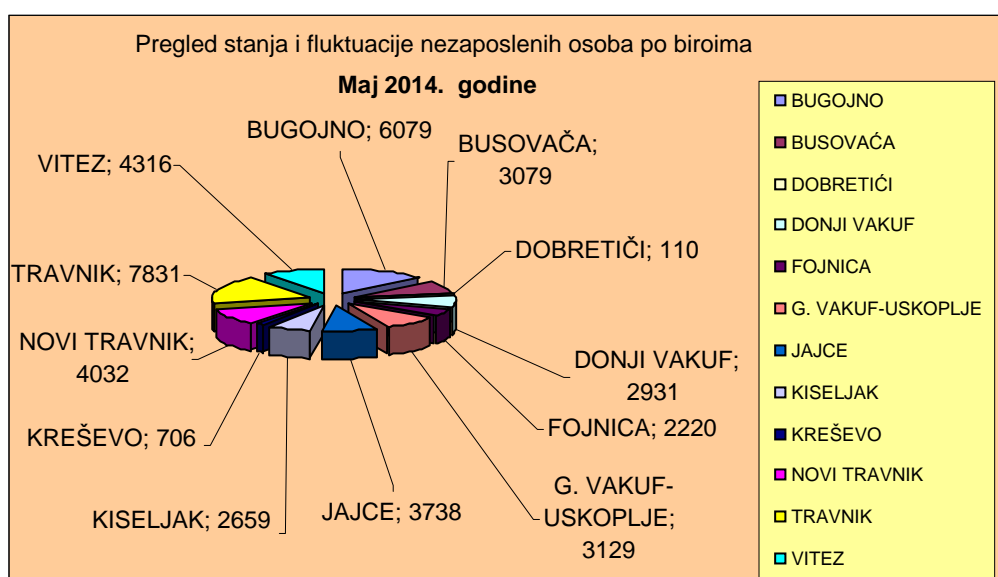 Pregled stanja i fluktuacije nezaposlenih osoba po biroima
Maj 2014. godine
BUGOJNO; 6079
BUSOVAČA;
3079
DOBRETIČI; 110
DONJI VAKUF;
2931
FOJNICA; 2220
G. VAKUF-
USKOPLJE;
3129
JAJCE; 3738
KISELJAK; 2659
KREŠEVO; 706
NOVI TRAVNIK;
4032
TRAVNIK; 7831
VITEZ; 4316
BUGOJNO
BUSOVAĆA
DOBRETIĆI
DONJI VAKUF
FOJNICA
G. VAKUF-USKOPLJE
JAJCE
KISELJAK
KREŠEVO
NOVI TRAVNIK
TRAVNIK
VITEZ